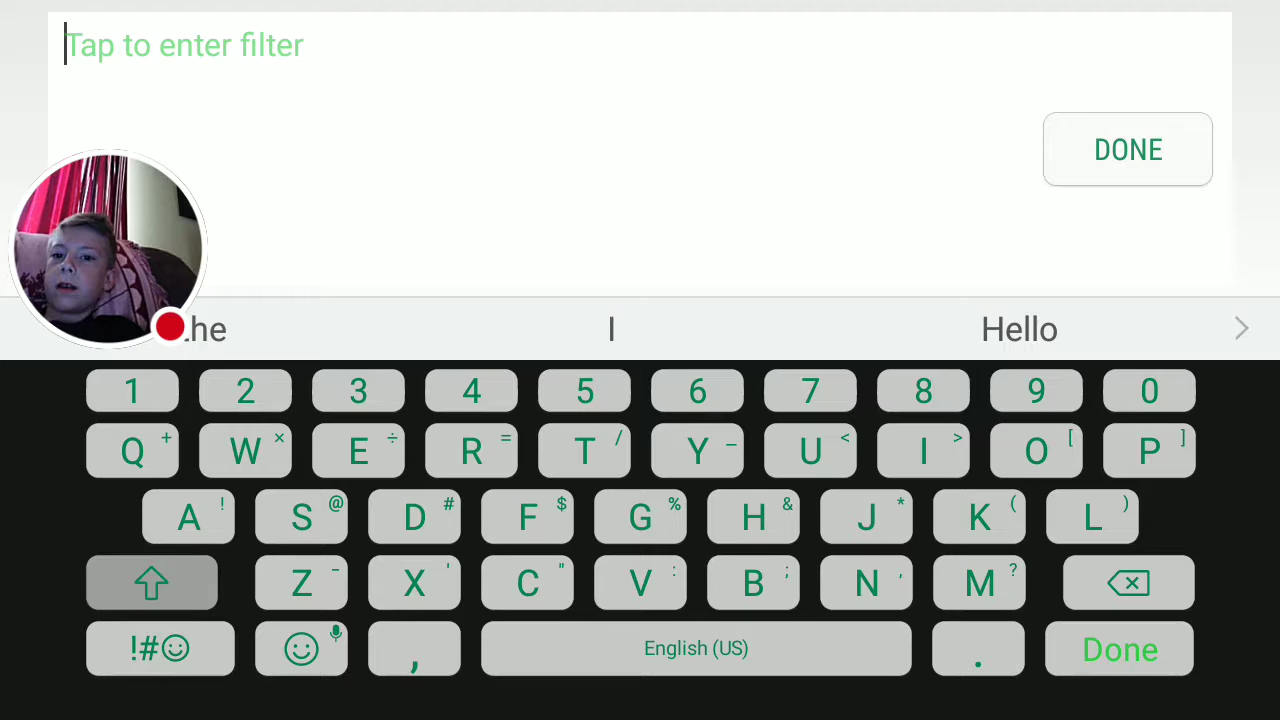 Tap to enter filter
DONE
he I Hello
1 2 3 4 5 6 7 8 9 0
Q + W × E ÷ R = T / Y _ U < I > O [ P ]
A ! S @ D # F $ G % H & J * K ( L )
Z - X ' C " V : B ; N , M ?
!#☺ , English (US) . Done